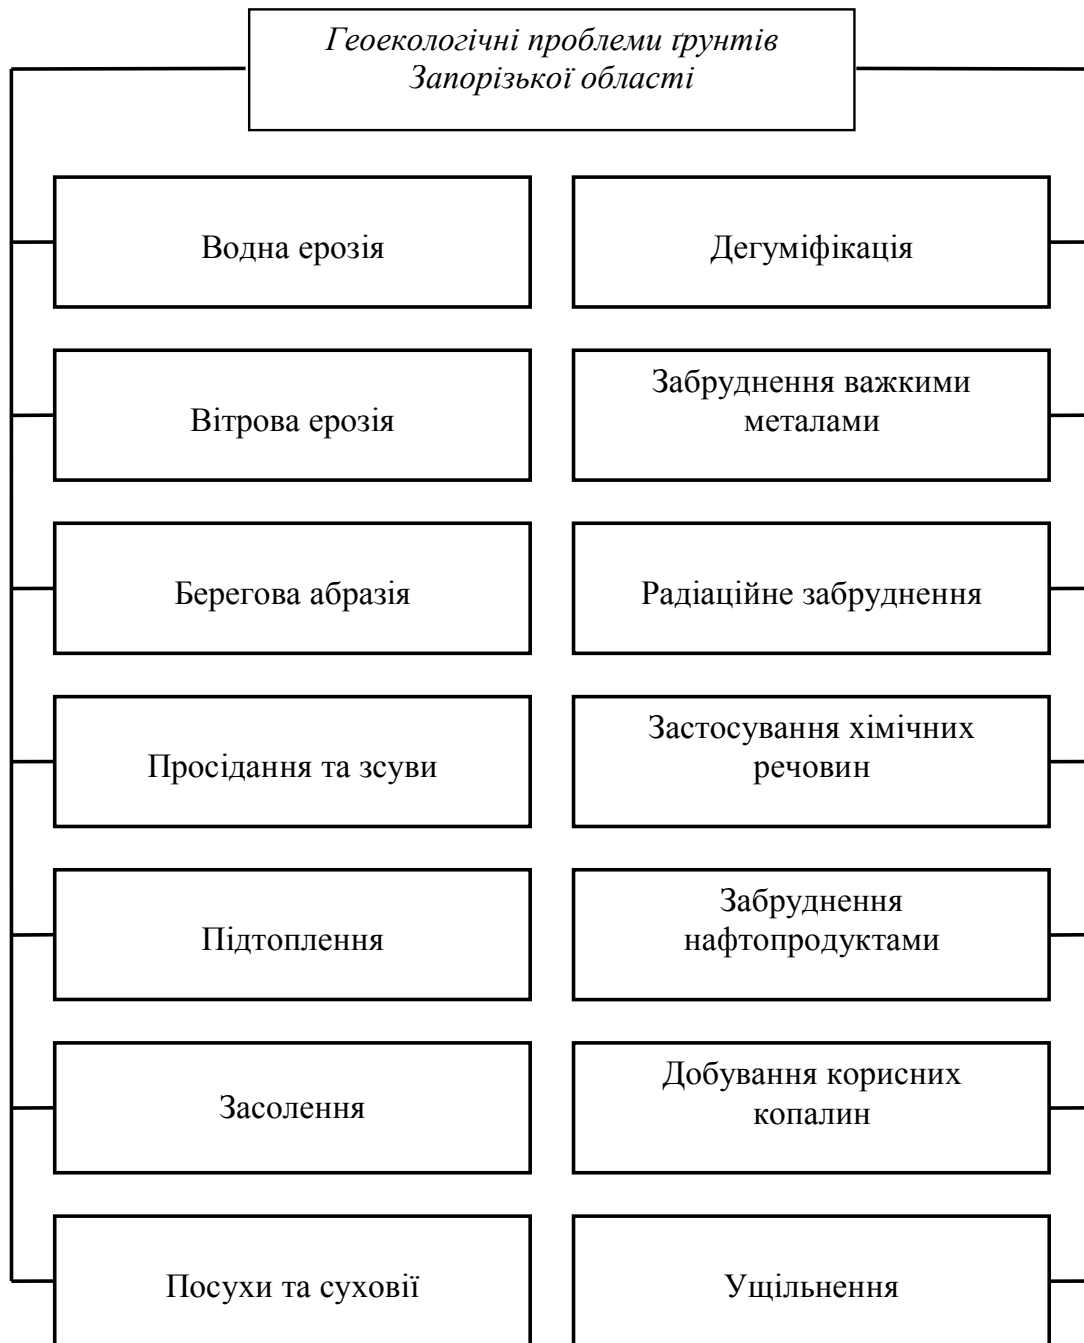 Геоекологічні проблеми ґрунтів
Запорізької області
Водна ерозія
Дегуміфікація
Вітрова ерозія
Забруднення важкими
металами
Берегова абразія
Радіаційне забруднення
Просідання та зсуви
Застосування хімічних
речовин
Підтоплення
Забруднення
нафтопродуктами
Засолення
Добування корисних
копалин
Посухи та суховії
Ущільнення